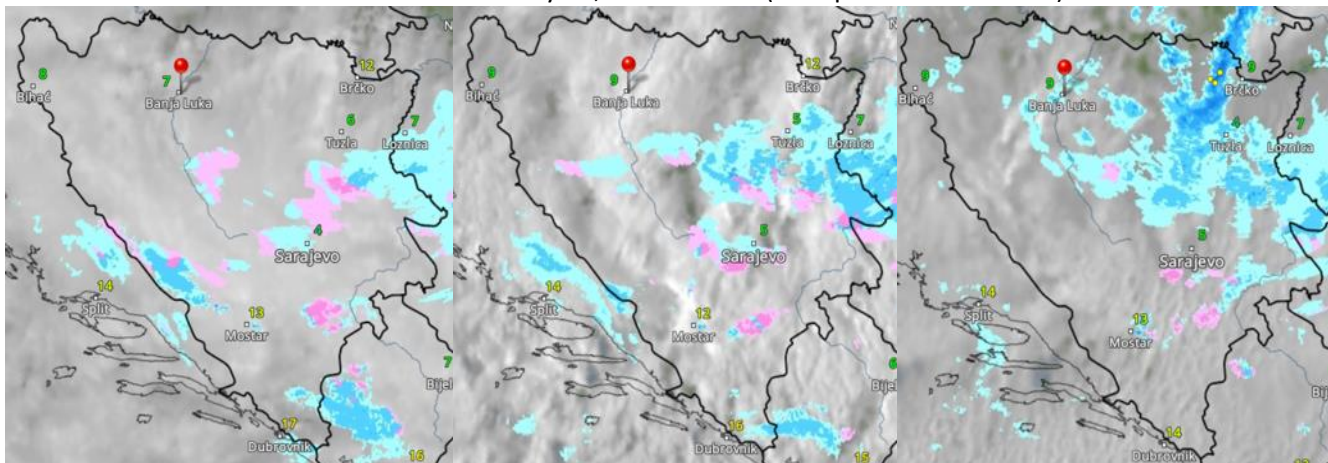 8
Bihać
7
Banja Luka
12
Brčko
6
Tuzla
7
Loznica
4
Sarajevo
14
Split
13
Mostar
7
17
Dubrovnik
16
9
Bihać
9
Banja Luka
12
Brčko
5
Tuzla
7
Loznica
5
Sarajevo
14
Split
12
Mostar
6
16
Dubrovnik
15
9
Bihać
9
Banja Luka
9
Brčko
4
Tuzla
7
Loznica
5
Sarajevo
14
Split
13
Mostar
14
Dubrovnik